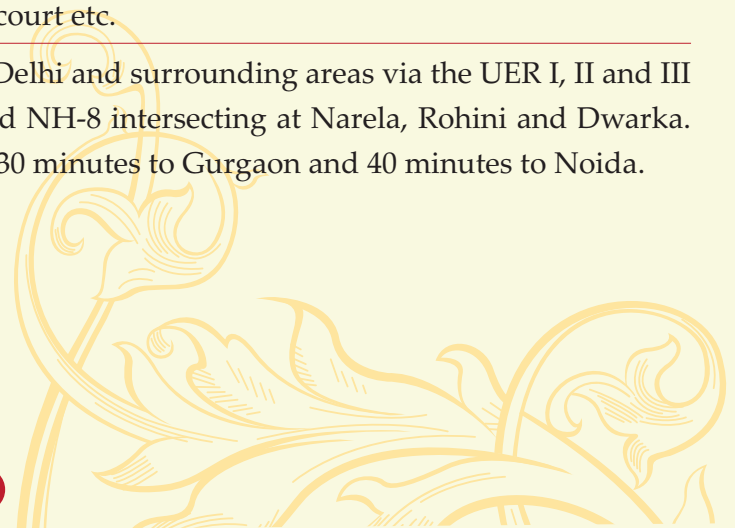 court etc.
Delhi and surrounding areas via the UER I, II and III
d NH-8 intersecting at Narela, Rohini and Dwarka.
30 minutes to Gurgaon and 40 minutes to Noida.